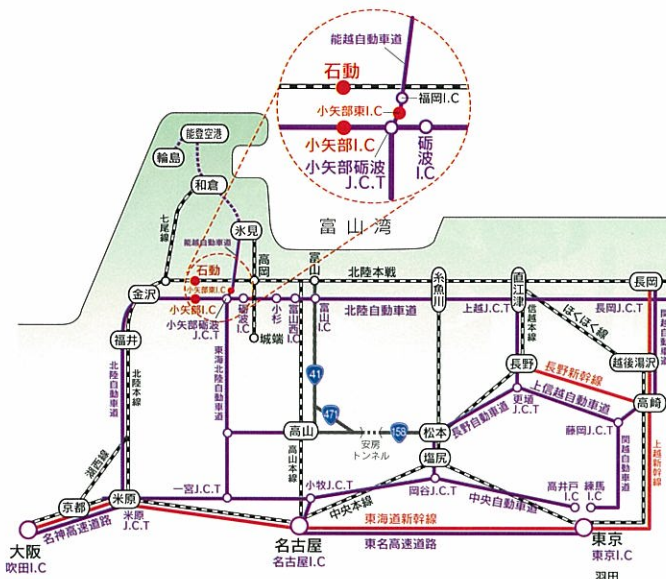 能越自動車道
石動
福岡I.C
小矢部東I.C
小矢部I.C
小矢部砺波
J.C.T
砺波
I.C
能登空港
輪島
和倉
七尾線
氷見
能越自動車道
高岡
富山湾
富山
石動
小矢部東I.C
北陸本戦
糸魚川
直江津
長岡
金沢
小矢部I.C
小矢部砺波
J.C.T
砺波
I.C
小杉
富山西I.C
富山
I.C
北陸自動車道
上越J.C.T
長岡J.C.T
城端
福井
北陸自動車道
北陸本線
東海北陸自動車道
信越本線
ほくほく線
関越自動車道
越後湯沢
長野
長野新幹線
高崎
上信越自動車道
更埴
J.C.T
藤岡J.C.T
41
471
158
高山
安房
トンネル
松本
長野自動車道
塩尻
高山本線
湖西線
関越自動車道
上越新幹線
京都
米原
米原
J.C.T
一宮J.C.T
小牧J.C.T
中央本線
岡谷J.C.T
中央自動車道
高井戸
I.C
練馬
I.C
名神高速道路
大阪
吹田I.C
名古屋
名古屋I.C
東海道新幹線
東名高速道路
東京
東京I.C
羽田